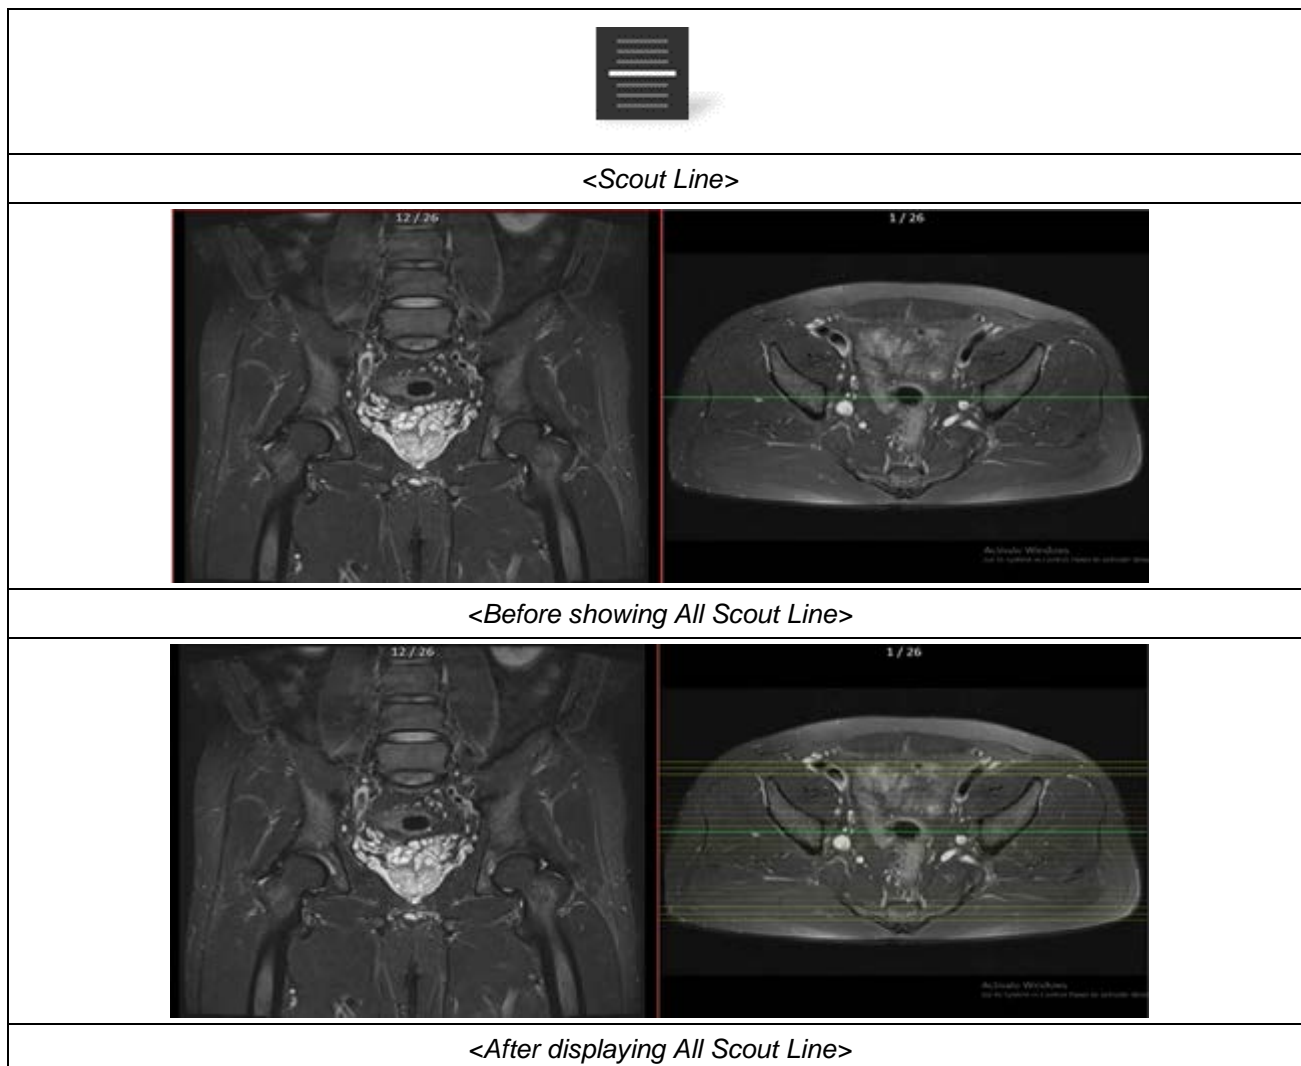 <Scout Line>
12 / 26
1 / 26
Activate Windows
<Before showing All Scout Line>
12 / 26
1 / 26
Activate Windows
<After displaying All Scout Line>